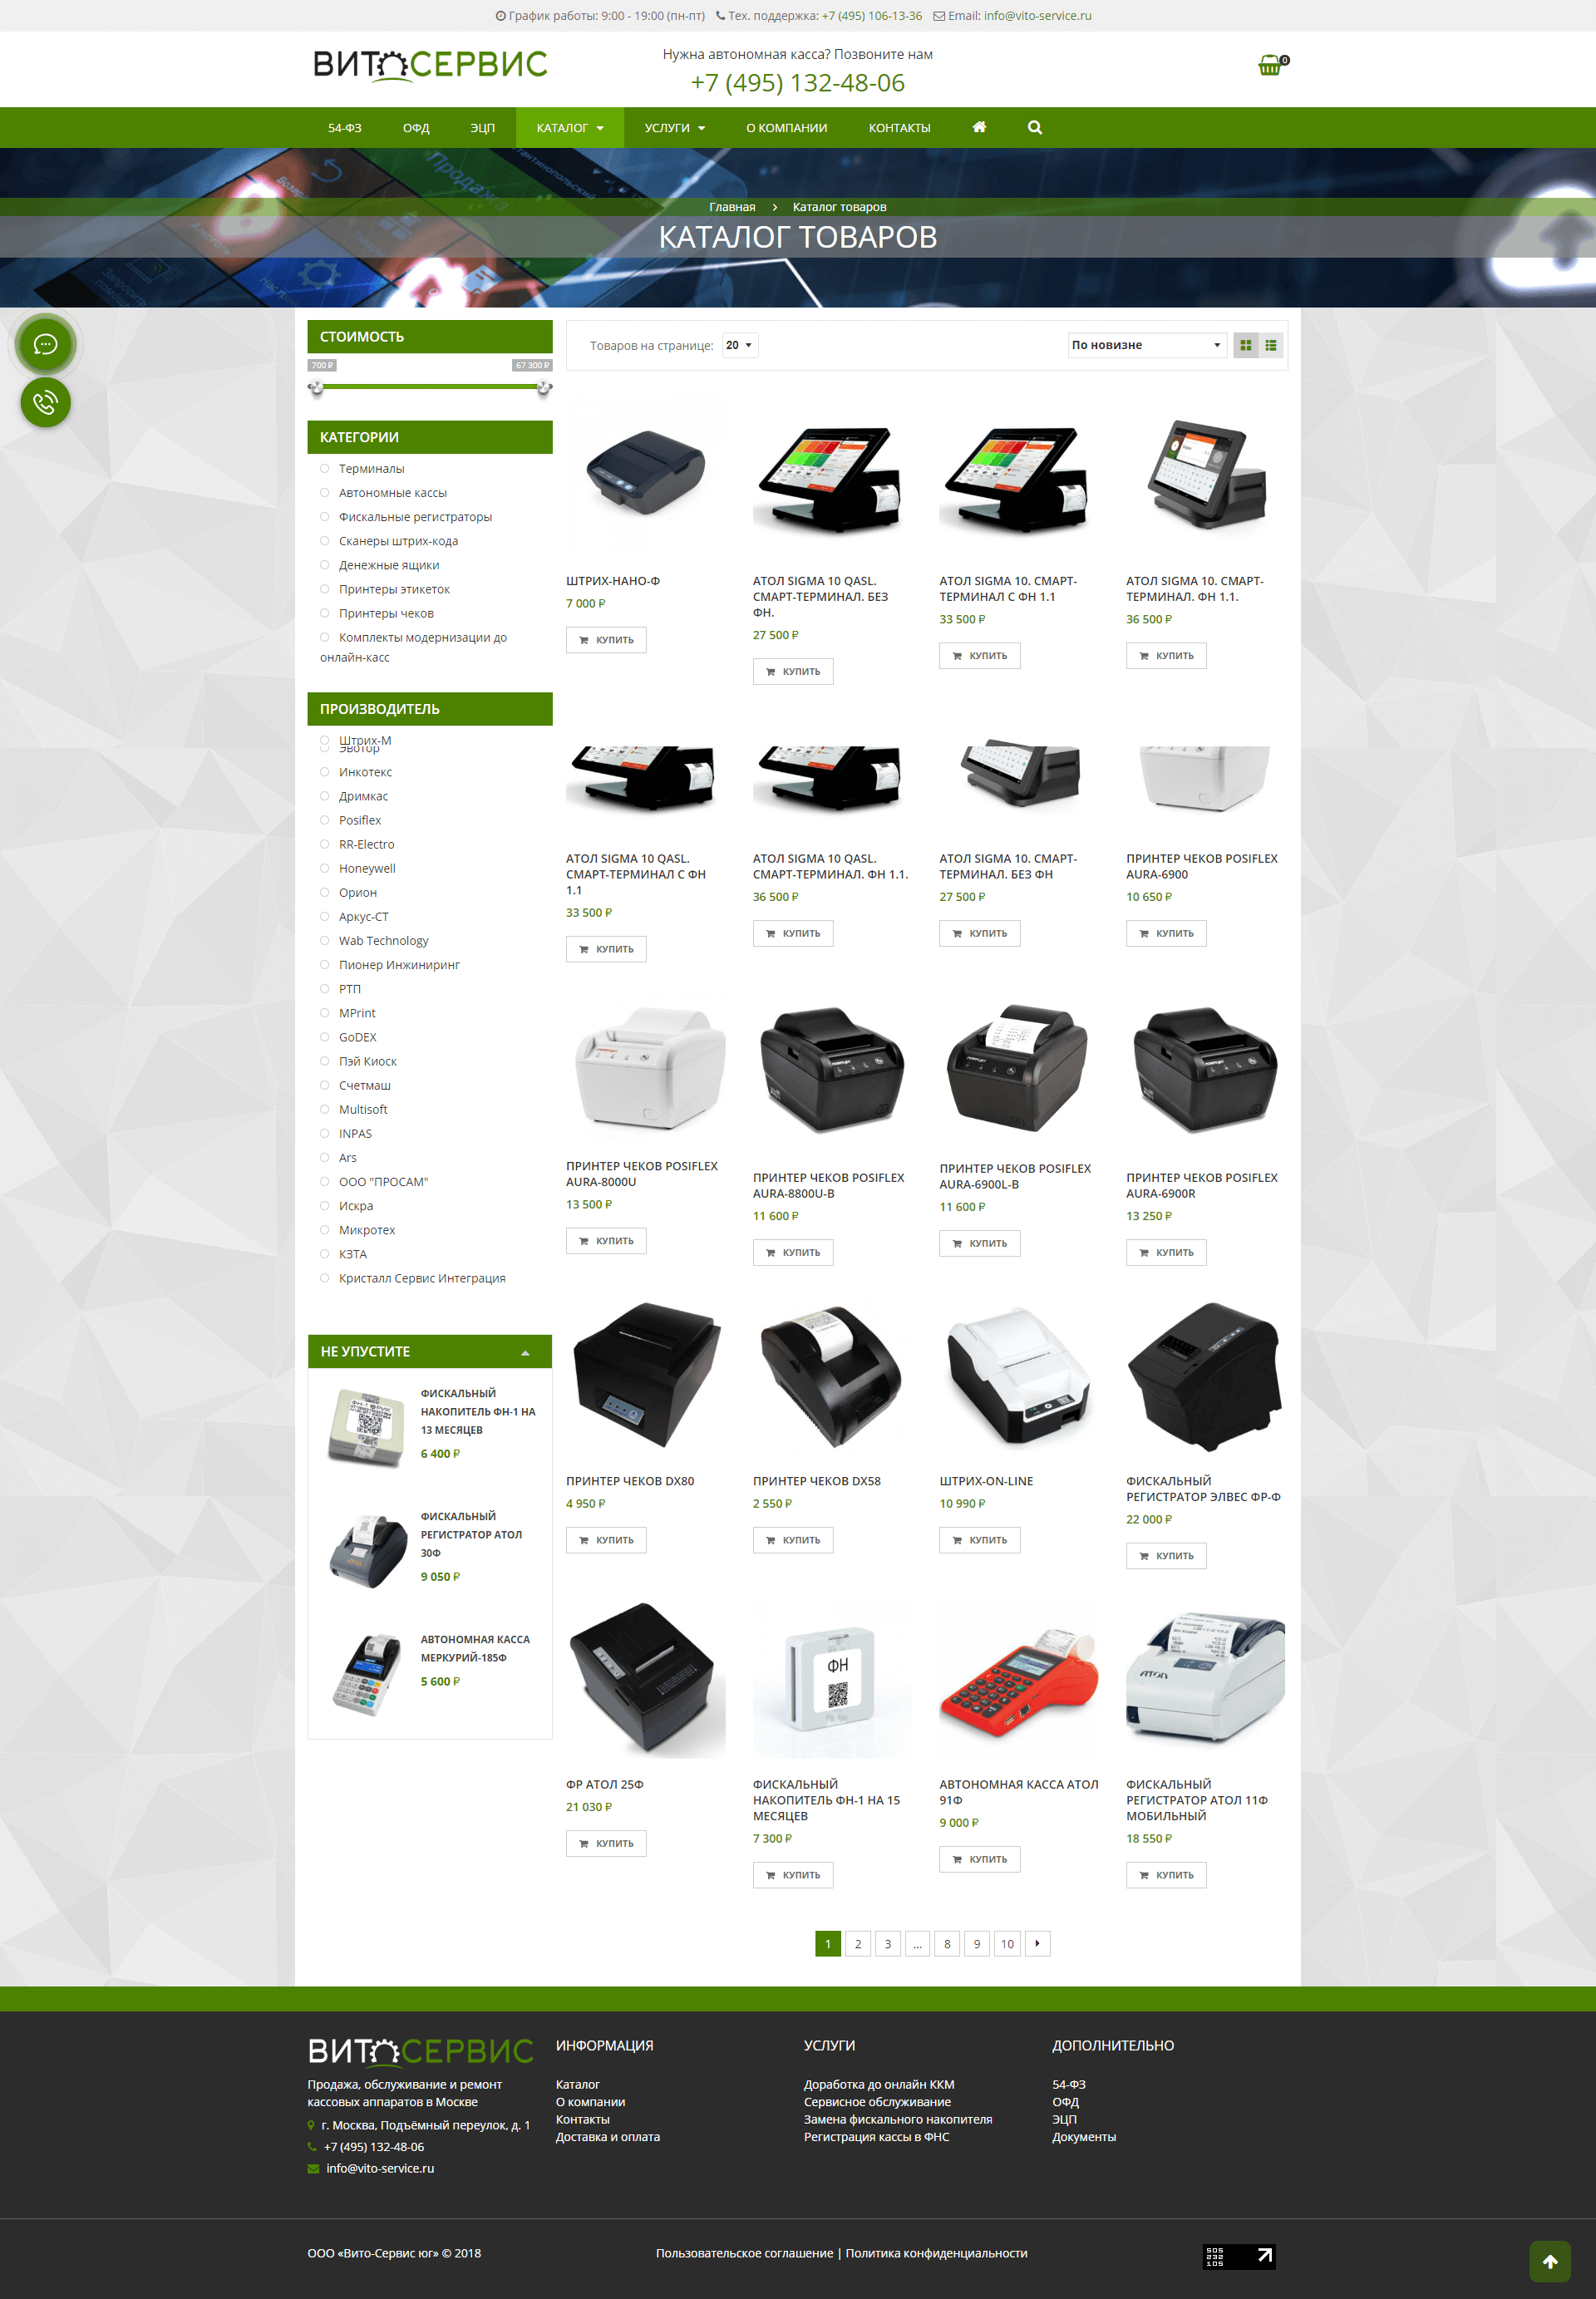 График работы: 9:00 - 19:00 (пн-пт) Тех. поддержка: +7 (495) 106-13-36 Email: info@vito-service.ru
ВИТОСЕРВИС
Нужна автономная касса? Позвоните нам
+7 (495) 132-48-06
0
54-ФЗ ОФД ЭЦП КАТАЛОГ УСЛУГИ О КОМПАНИИ КОНТАКТЫ
Главная > Каталог товаров
КАТАЛОГ ТОВАРОВ
СТОИМОСТЬ
700 ₽ 67 300 ₽
КАТЕГОРИИ
Терминалы
Автономные кассы
Фискальные регистраторы
Сканеры штрих-кода
Денежные ящики
Принтеры этикеток
Принтеры чеков
Комплекты модернизации до
онлайн-касс
ПРОИЗВОДИТЕЛЬ
Штрих-М
Эвотор
Инкотекс
Дримкас
Posiflex
RR-Electro
Honeywell
Орион
Аркус-СТ
Wab Technology
Пионер Инжиниринг
РТП
MPrint
GoDEX
Пэй Киоск
Счетмаш
Multisoft
INPAS
Ars
ООО "ПРОСАМ"
Искра
Микротех
КЗТА
Кристалл Сервис Интеграция
НЕ УПУСТИТЕ
ФИСКАЛЬНЫЙ
НАКОПИТЕЛЬ ФН-1 НА
13 МЕСЯЦЕВ
6 400 ₽
ФИСКАЛЬНЫЙ
РЕГИСТРАТОР АТОЛ
30Ф
9 050 ₽
АВТОНОМНАЯ КАССА
МЕРКУРИЙ-185Ф
5 600 ₽
Товаров на странице: 20 По новизне
ШТРИХ-НАНО-Ф
7 000 ₽
КУПИТЬ
АТОЛ SIGMA 10 QASL.
СМАРТ-ТЕРМИНАЛ. БЕЗ
ФН.
27 500 ₽
КУПИТЬ
АТОЛ SIGMA 10. СМАРТ-
ТЕРМИНАЛ С ФН 1.1
33 500 ₽
КУПИТЬ
АТОЛ SIGMA 10. СМАРТ-
ТЕРМИНАЛ. ФН 1.1.
36 500 ₽
КУПИТЬ
АТОЛ SIGMA 10 QASL.
СМАРТ-ТЕРМИНАЛ С ФН
1.1
33 500 ₽
КУПИТЬ
АТОЛ SIGMA 10 QASL.
СМАРТ-ТЕРМИНАЛ. ФН 1.1.
36 500 ₽
КУПИТЬ
АТОЛ SIGMA 10. СМАРТ-
ТЕРМИНАЛ. БЕЗ ФН
27 500 ₽
КУПИТЬ
ПРИНТЕР ЧЕКОВ POSIFLEX
AURA-6900
10 650 ₽
КУПИТЬ
ПРИНТЕР ЧЕКОВ POSIFLEX
AURA-8000U
13 500 ₽
КУПИТЬ
ПРИНТЕР ЧЕКОВ POSIFLEX
AURA-8800U-B
11 600 ₽
КУПИТЬ
ПРИНТЕР ЧЕКОВ POSIFLEX
AURA-6900L-B
11 600 ₽
КУПИТЬ
ПРИНТЕР ЧЕКОВ POSIFLEX
AURA-6900R
13 250 ₽
КУПИТЬ
ПРИНТЕР ЧЕКОВ DX80
4 950 ₽
КУПИТЬ
ПРИНТЕР ЧЕКОВ DX58
2 550 ₽
КУПИТЬ
ШТРИХ-ON-LINE
10 990 ₽
КУПИТЬ
ФИСКАЛЬНЫЙ
РЕГИСТРАТОР ЭЛВЕС ФР-Ф
22 000 ₽
КУПИТЬ
ФР АТОЛ 25Ф
21 030 ₽
КУПИТЬ
ФН
ФИСКАЛЬНЫЙ
НАКОПИТЕЛЬ ФН-1 НА 15
МЕСЯЦЕВ
7 300 ₽
КУПИТЬ
АВТОНОМНАЯ КАССА АТОЛ
91Ф
9 000 ₽
КУПИТЬ
АТОЛ
ФИСКАЛЬНЫЙ
РЕГИСТРАТОР АТОЛ 11Ф
МОБИЛЬНЫЙ
18 550 ₽
КУПИТЬ
1 2 3 ... 8 9 10
ВИТОСЕРВИС
Продажа, обслуживание и ремонт
кассовых аппаратов в Москве
г. Москва, Подъёмный переулок, д. 1
+7 (495) 132-48-06
info@vito-service.ru
ИНФОРМАЦИЯ
Каталог
О компании
Контакты
Доставка и оплата
УСЛУГИ
Доработка до онлайн ККМ
Сервисное обслуживание
Замена фискального накопителя
Регистрация кассы в ФНС
ДОПОЛНИТЕЛЬНО
54-ФЗ
ОФД
ЭЦП
Документы
ООО «Вито-Сервис юг» © 2018
Пользовательское соглашение | Политика конфиденциальности
505
232
105